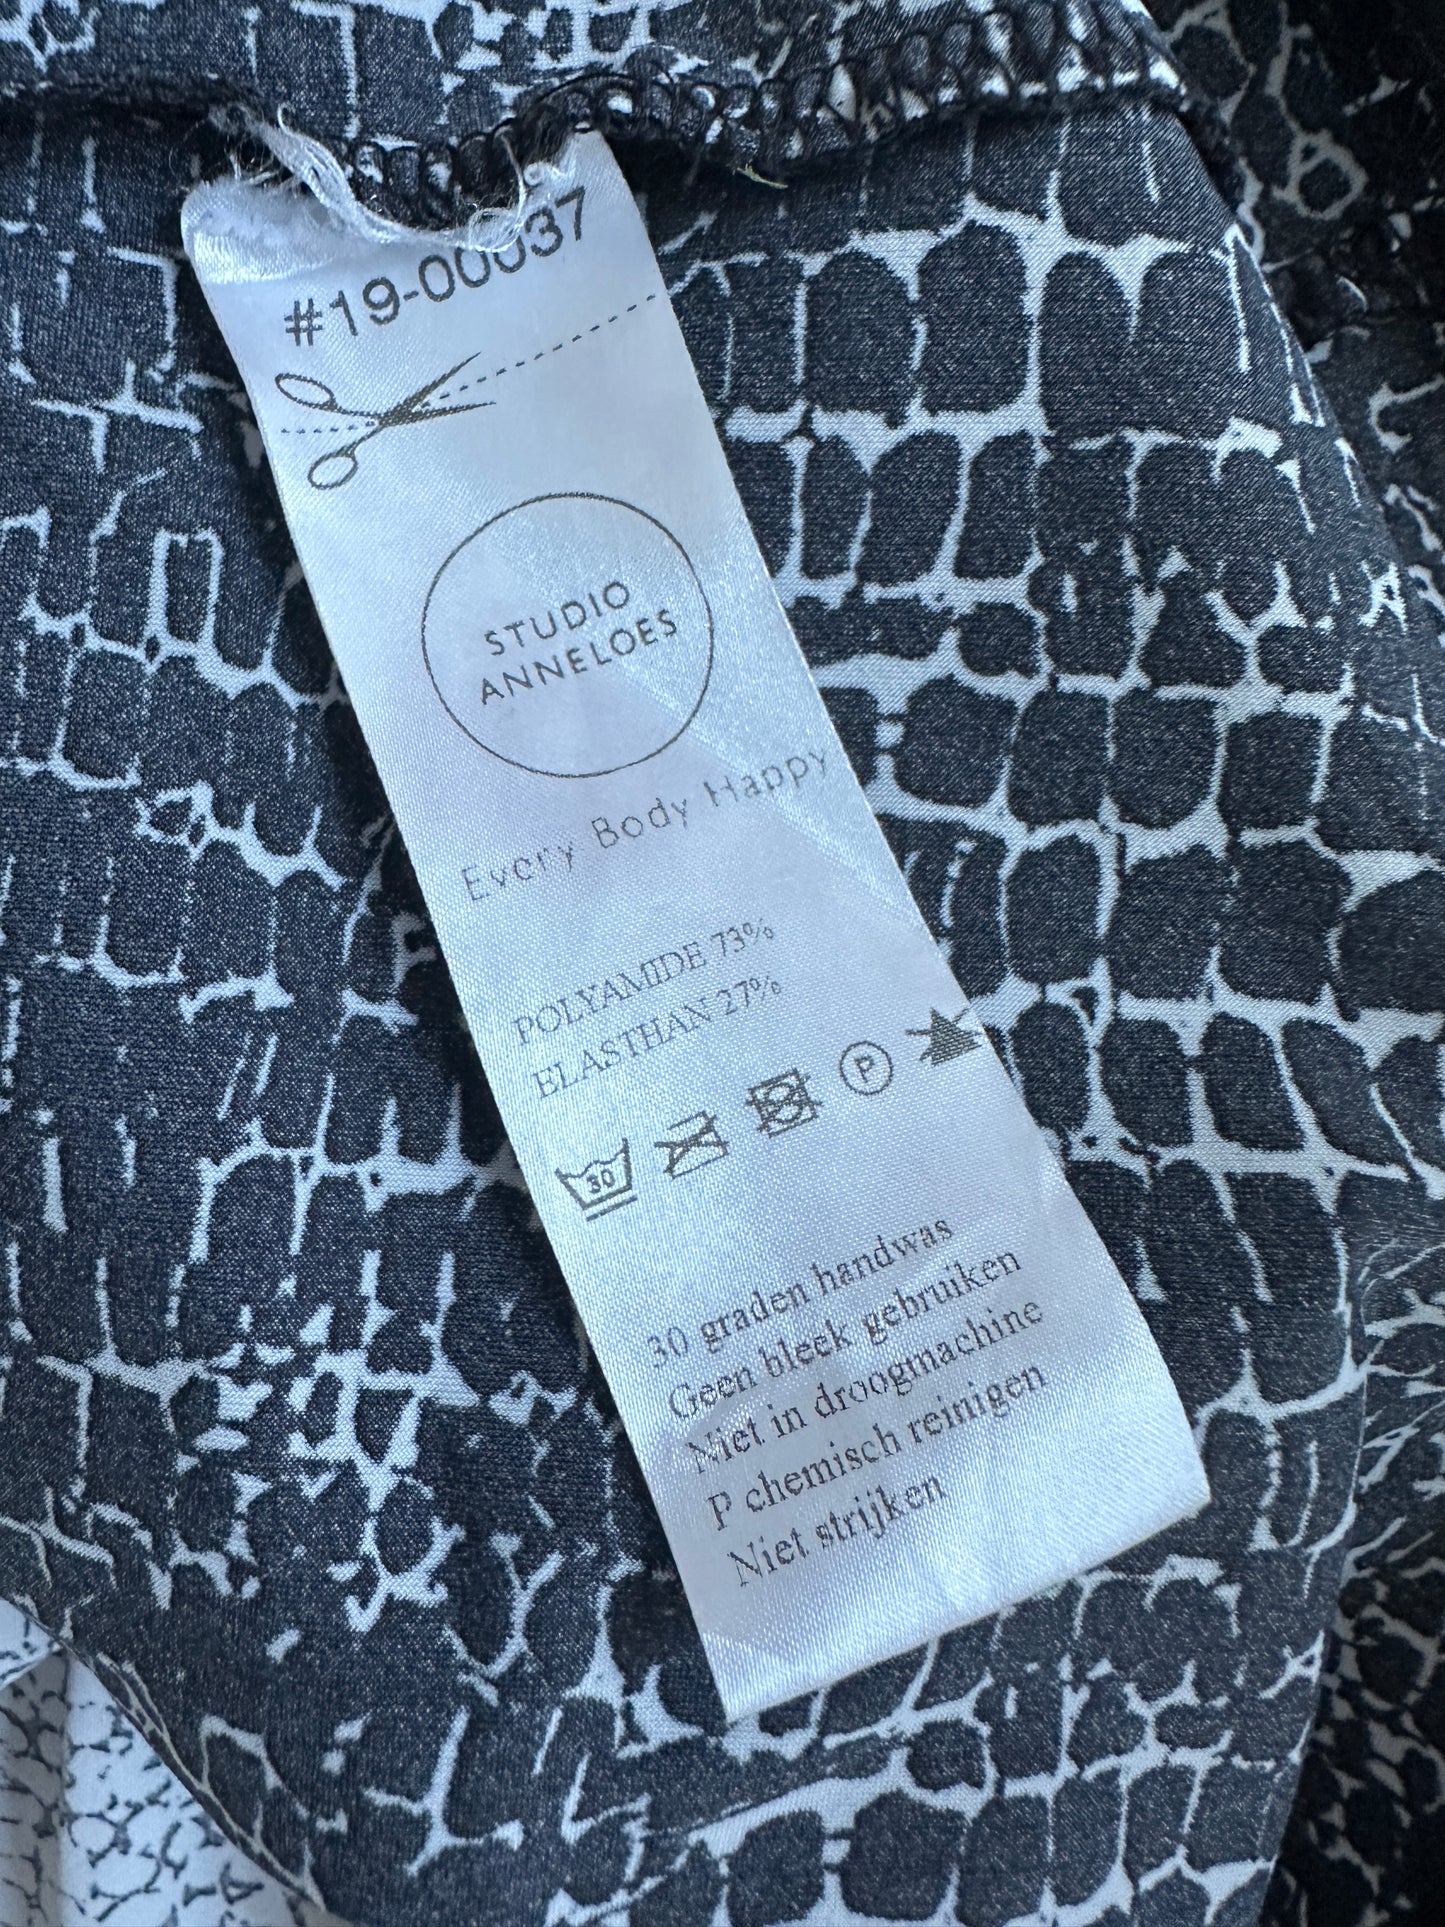 #19-00037
STUDIO
ANNELOES
Every Body Happy
POLYAMIDE 73%
ELASTHAN 27%
30
P
30 graden handwas
Geen bleek gebruiken
Niet in droogmachine
P chemisch reinigen
Niet strijken